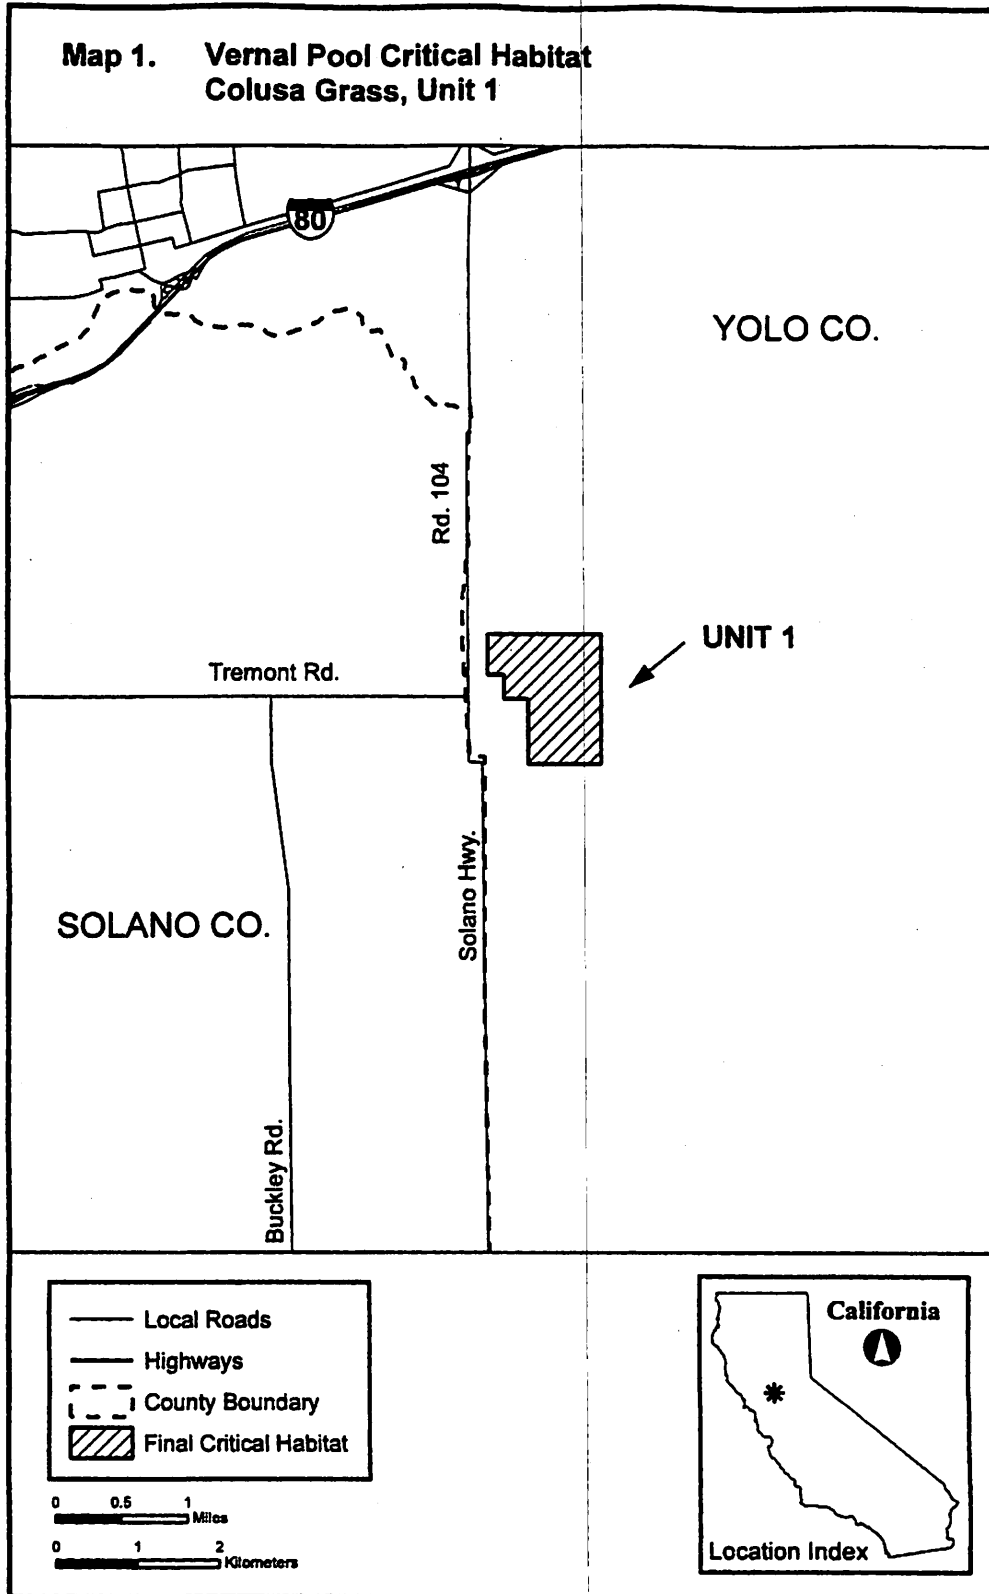 Map 1. Vernal Pool Critical Habitat
Colusa Grass, Unit 1
80
YOLO CO.
Rd. 104
UNIT 1
Tremont Rd.
Solano Hwy.
SOLANO CO.
Buckley Rd.
Local Roads
Highways
County Boundary
Final Critical Habitat
0 0.5 1
Miles
0 1 2
Kilometers
California
Location Index